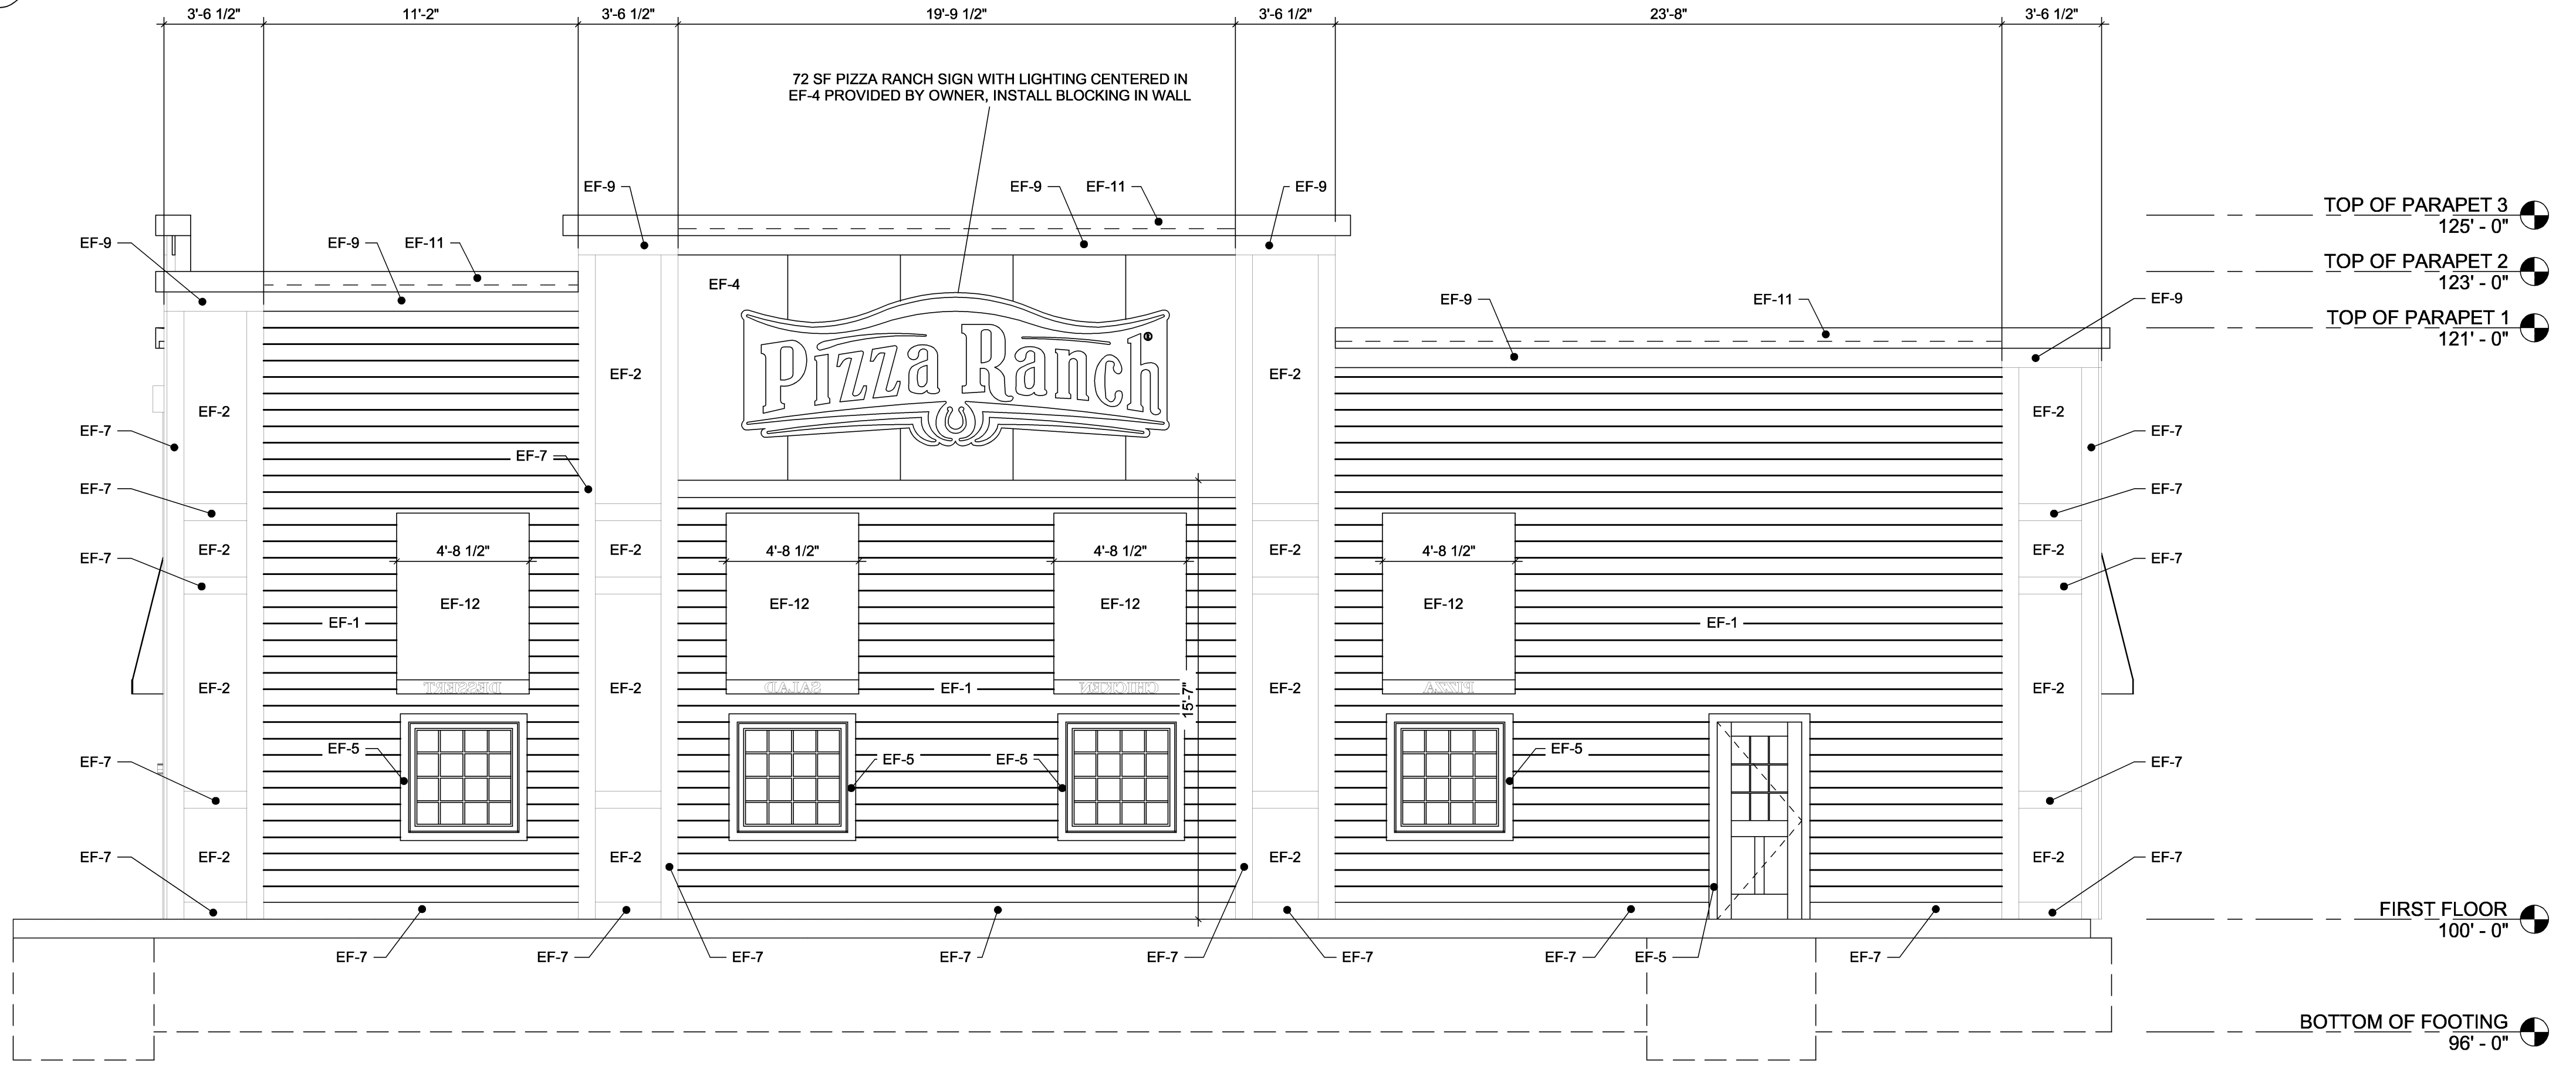 3'-6 1/2" 11'-2" 3'-6 1/2" 19'-9 1/2" 3'-6 1/2" 23'-8" 3'-6 1/2"
72 SF PIZZA RANCH SIGN WITH LIGHTING CENTERED IN
EF-4 PROVIDED BY OWNER, INSTALL BLOCKING IN WALL
EF-9 EF-9 EF-11 EF-9
TOP OF PARAPET 3
125' - 0"
EF-9 EF-9 EF-11
TOP OF PARAPET 2
123' - 0"
EF-4
EF-9 EF-11 EF-9
TOP OF PARAPET 1
121' - 0"
Pizza Ranch®
EF-2 EF-2
EF-2 EF-2
EF-7 EF-7
EF-7
EF-7 EF-7
4'-8 1/2" 4'-8 1/2" 4'-8 1/2" 4'-8 1/2"
EF-2 EF-2 EF-2 EF-2
EF-7 EF-7
EF-12 EF-12 EF-12 EF-12
EF-1 EF-1
EF-2 EF-2 EF-1 EF-2 EF-2
DESSERT SALAD CHICKEN PIZZA
15'-7"
EF-5 EF-5
EF-7 EF-5 EF-5 EF-7
EF-7 EF-2 EF-2 EF-2 EF-2 EF-7
FIRST FLOOR
100' - 0"
EF-7 EF-7 EF-7 EF-7 EF-7 EF-7 EF-7 EF-5 EF-7
BOTTOM OF FOOTING
96' - 0"